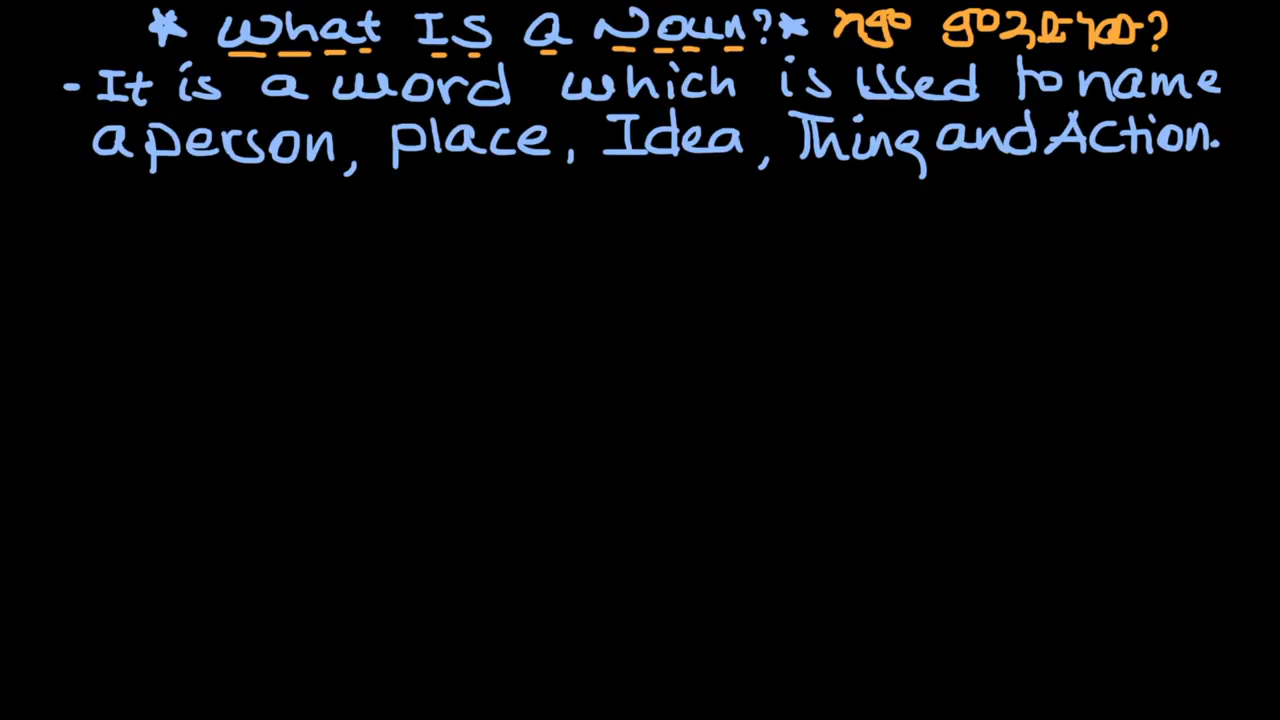 * What Is a Noun? *
- It is a word which is Used to name
a person, place, Idea, Thing and Action.